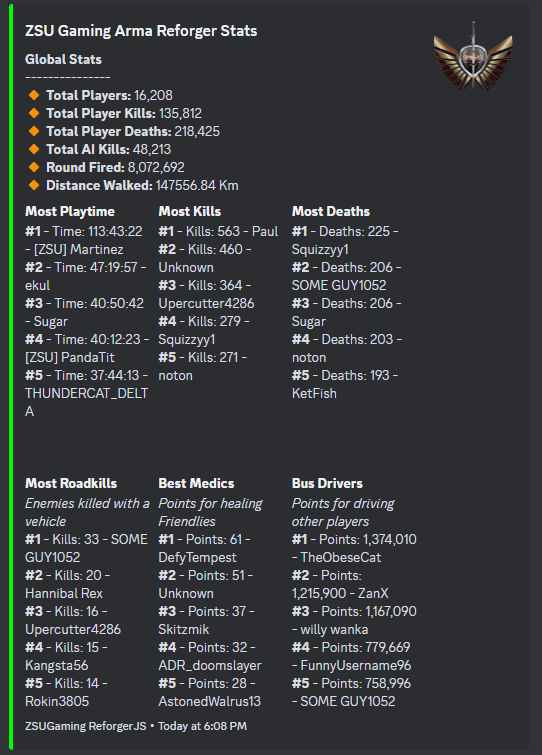 ZSU Gaming Arma Reforger Stats
Global Stats
---------------
Total Players: 16,208
Total Player Kills: 135,812
Total Player Deaths: 218,425
Total AI Kills: 48,213
Round Fired: 8,072,692
Distance Walked: 147556.84 Km
Most Playtime
#1 - Time: 113:43:22
- [ZSU] Martinez
#2 - Time: 47:19:57 -
ekul
#3 - Time: 40:50:42
- Sugar
#4 - Time: 40:12:23 -
[ZSU] PandaTit
#5 - Time: 37:44:13 -
THUNDERCAT_DELT
A
Most Kills
#1 - Kills: 563 - Paul
#2 - Kills: 460 -
Unknown
#3 - Kills: 364 -
Uppercutter4286
#4 - Kills: 279 -
Squizzyy1
#5 - Kills: 271 -
noton
Most Deaths
#1 - Deaths: 225 -
Squizzyy1
#2 - Deaths: 206 -
SOME GUY1052
#3 - Deaths: 206 -
Sugar
#4 - Deaths: 203 -
noton
#5 - Deaths: 193 -
KetFish
Most Roadkills
Enemies killed with a
vehicle
#1 - Kills: 33 - SOME
GUY1052
#2 - Kills: 20 -
Hannibal Rex
#3 - Kills: 16 -
Upercutter4286
#4 - Kills: 15 -
Kangsta56
#5 - Kills: 14 -
Rokin3805
Best Medics
Points for healing
Friendlies
#1 - Points: 61 -
DefyTempest
#2 - Points: 51 -
Unknown
#3 - Points: 37 -
Skitzmik
#4 - Points: 32 -
ADR_doomslayer
#5 - Points: 28 -
AstonedWalrus13
Bus Drivers
Points for driving
other players
#1 - Points: 1,374,010
- TheObeseCat
#2 - Points:
1,215,900 - ZanX
#3 - Points: 1,167,090
- willy wanka
#4 - Points: 779,669
- FunnyUsername96
#5 - Points: 758,996
- SOME GUY1052
ZSUGaming ReforgerJS • Today at 6:08 PM